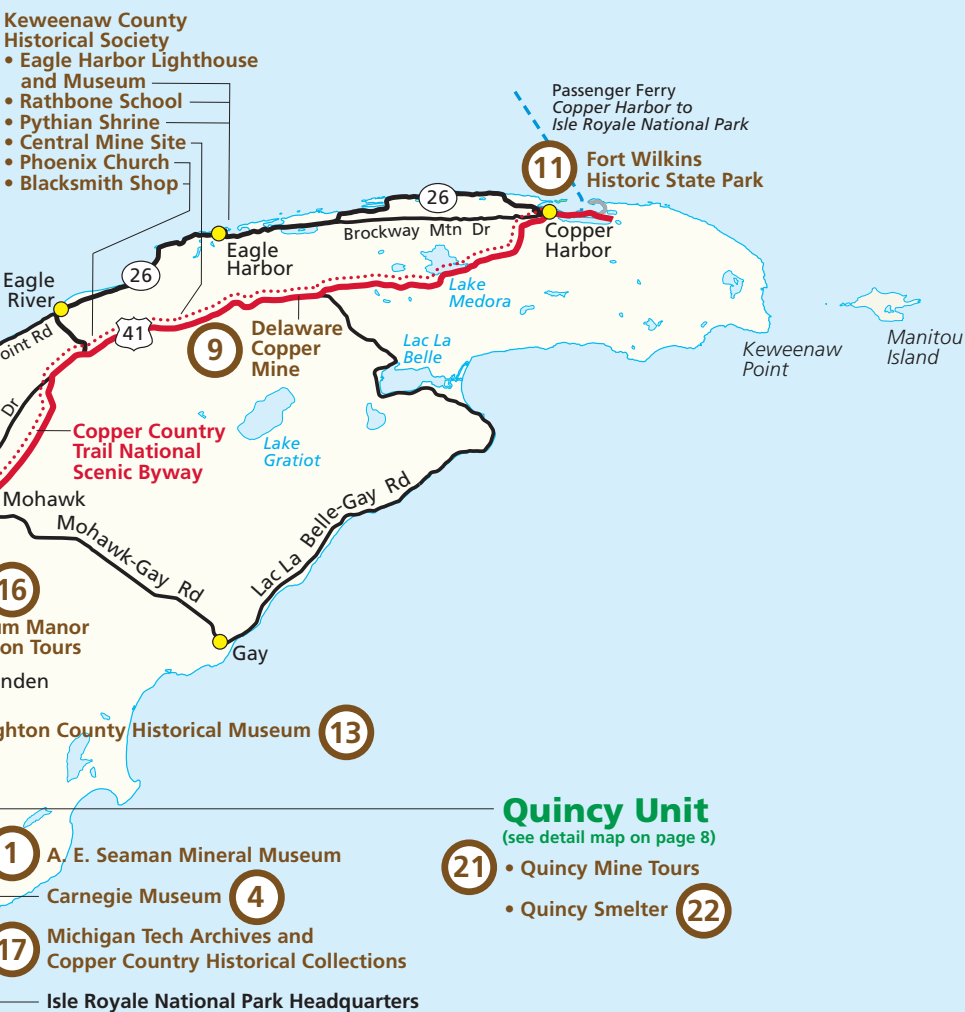 Keweenaw County
Historical Society
• Eagle Harbor Lighthouse
and Museum
• Rathbone School
• Pythian Shrine
• Central Mine Site
• Phoenix Church
• Blacksmith Shop
Passenger Ferry
Copper Harbor to
Isle Royale National Park
11
Fort Wilkins
Historic State Park
26
Brockway Mtn Dr
Copper
Harbor
Eagle
Harbor
26
Eagle
River
Lake
Medora
41
oint Rd
9
Delaware
Copper
Mine
Lac La
Belle
Keweenaw
Point
Manitou
Island
Dr
Copper Country
Trail National
Scenic Byway
Lake
Gratiot
Mohawk
Mohawk-Gay Rd
Lac La Belle-Gay Rd
16
um Manor
on Tours
Gay
nden
ghton County Historical Museum
13
Quincy Unit
(see detail map on page 8)
1
A. E. Seaman Mineral Museum
21
• Quincy Mine Tours
Carnegie Museum
4
• Quincy Smelter
22
17
Michigan Tech Archives and
Copper Country Historical Collections
Isle Royale National Park Headquarters